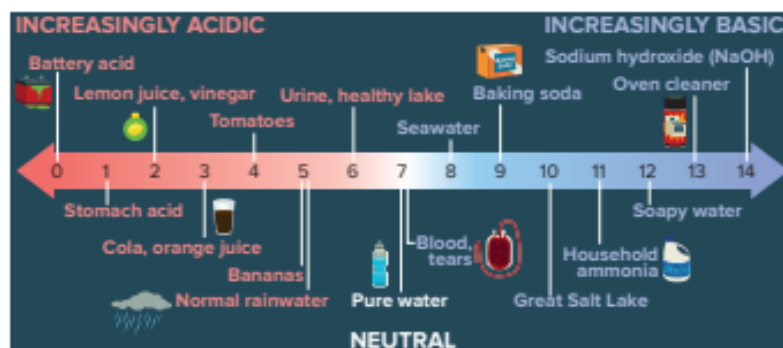 INCREASINGLY ACIDIC
INCREASINGLY BASIC
Battery acid
Sodium hydroxide (NaOH)
Lemon juice, vinegar
Urine, healthy lake
Baking soda
Oven cleaner
Tomatoes
Seawater
0 1 2 3 4 5 6 7 8 9 10 11 12 13 14
Stomach acid
Soapy water
Cola, orange juice
Blood,
tears
Household
ammonia
Bananas
Normal rainwater
Pure water
Great Salt Lake
NEUTRAL